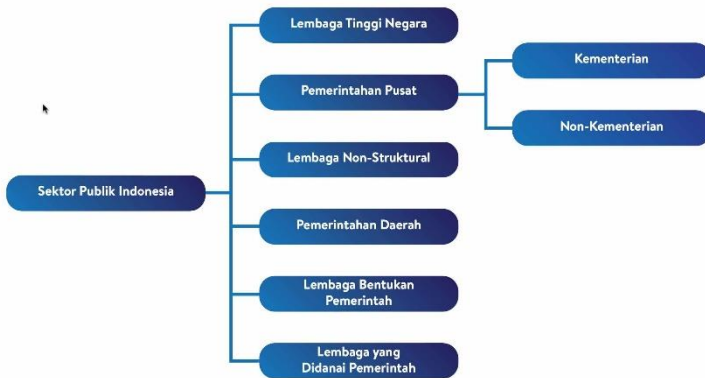 Lembaga Tinggi Negara
Kementerian
Pemerintahan Pusat
Non-Kementerian
Lembaga Non-Struktural
Sektor Publik Indonesia
Pemerintahan Daerah
Lembaga Bentukan
Pemerintah
Lembaga yang
Didanai Pemerintah